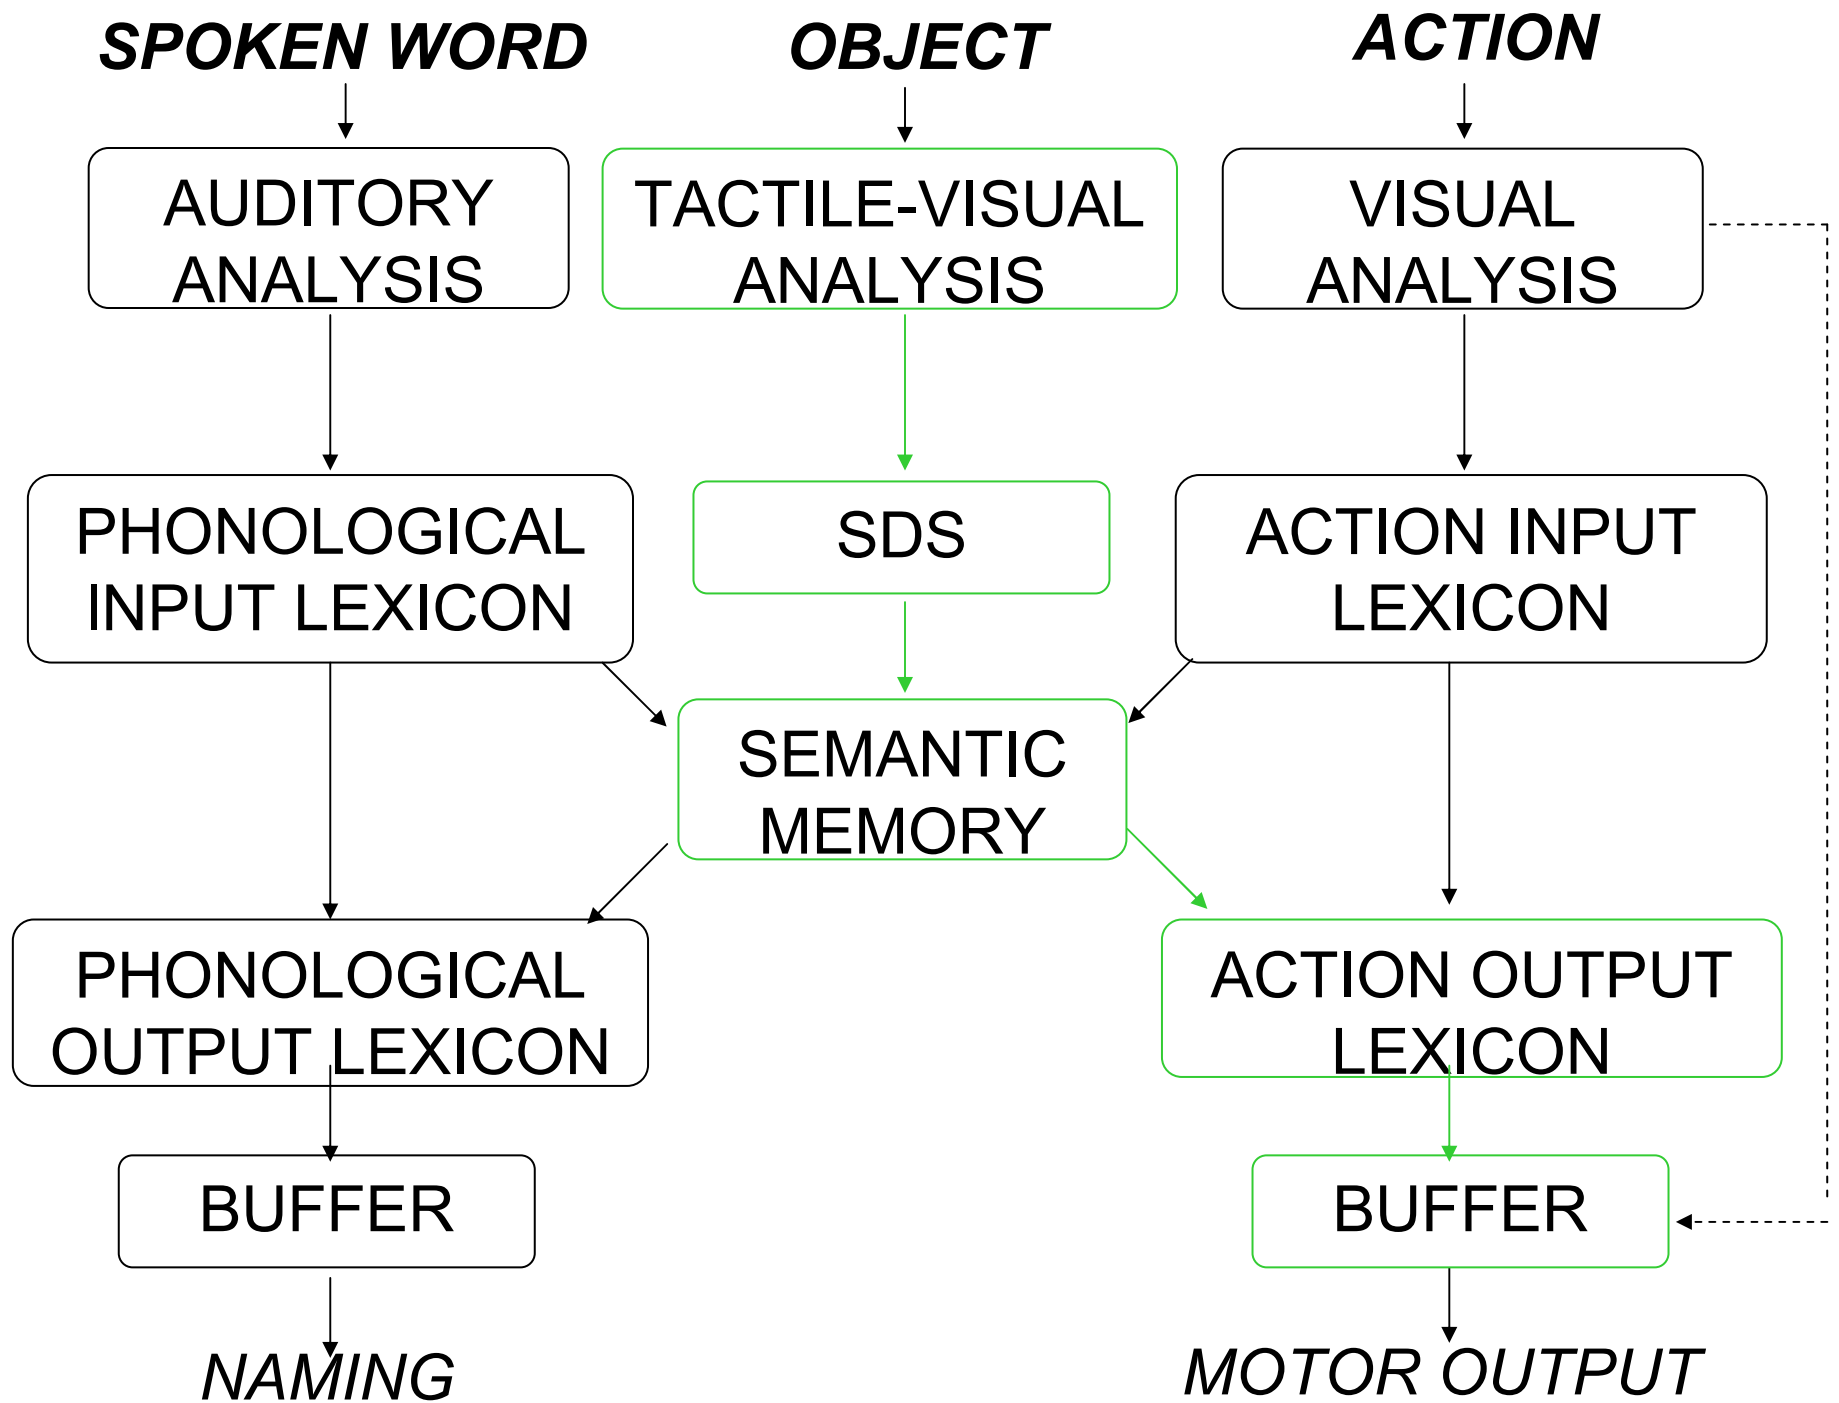 SPOKEN WORD
OBJECT
ACTION
AUDITORY
ANALYSIS
TACTILE-VISUAL
ANALYSIS
VISUAL
ANALYSIS
PHONOLOGICAL
INPUT LEXICON
SDS
ACTION INPUT
LEXICON
SEMANTIC
MEMORY
PHONOLOGICAL
OUTPUT LEXICON
ACTION OUTPUT
LEXICON
BUFFER
BUFFER
NAMING
MOTOR OUTPUT